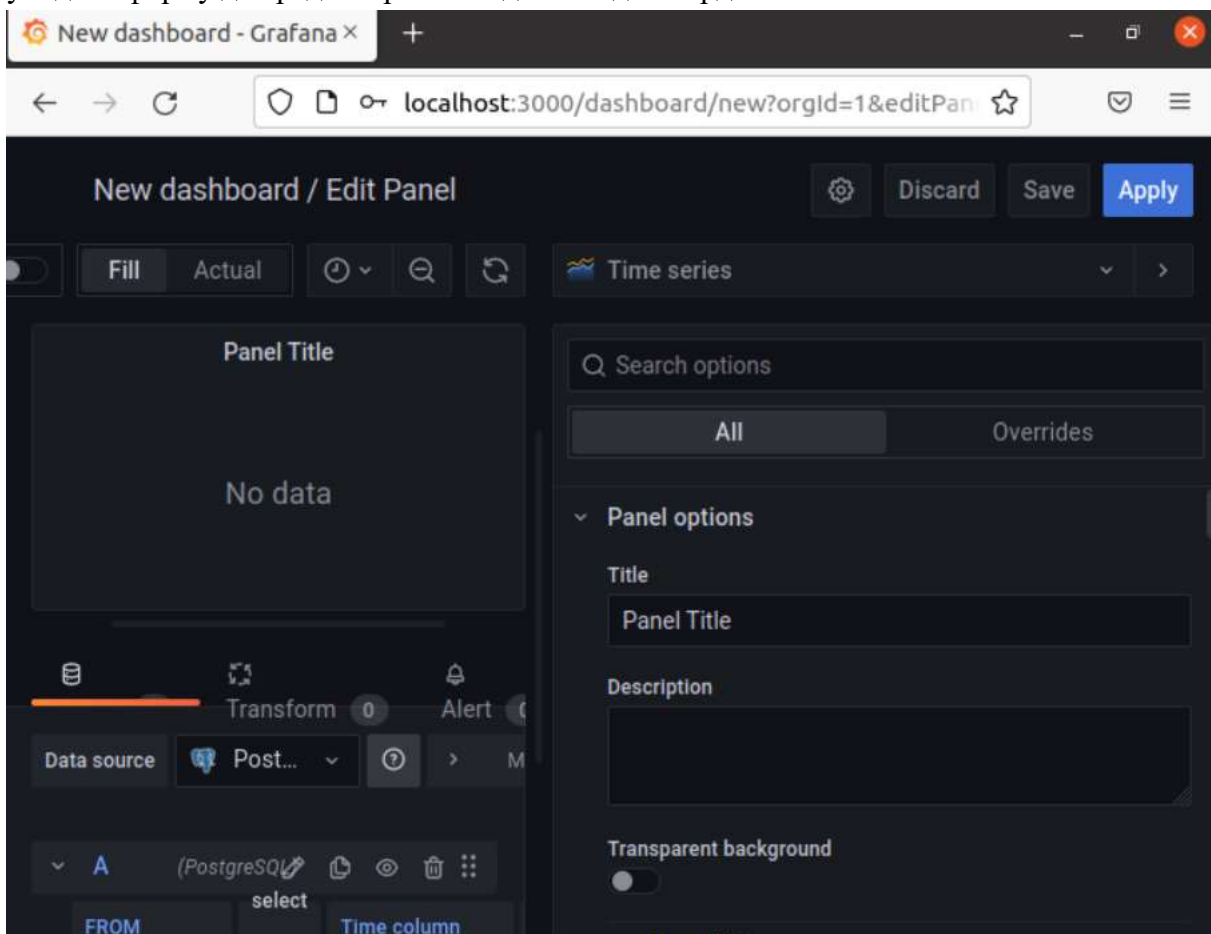 New dashboard - Grafana ×
+
localhost:3000/dashboard/new?orgId=1&editPan
New dashboard / Edit Panel
Discard
Save
Apply
Fill
Actual
Time series
Panel Title
No data
Search options
All
Overrides
Panel options
Title
Panel Title
Description
Transform 0
Alert
Data source
Post...
M
A
(PostgreSQL
select
FROM
Time column
Transparent background